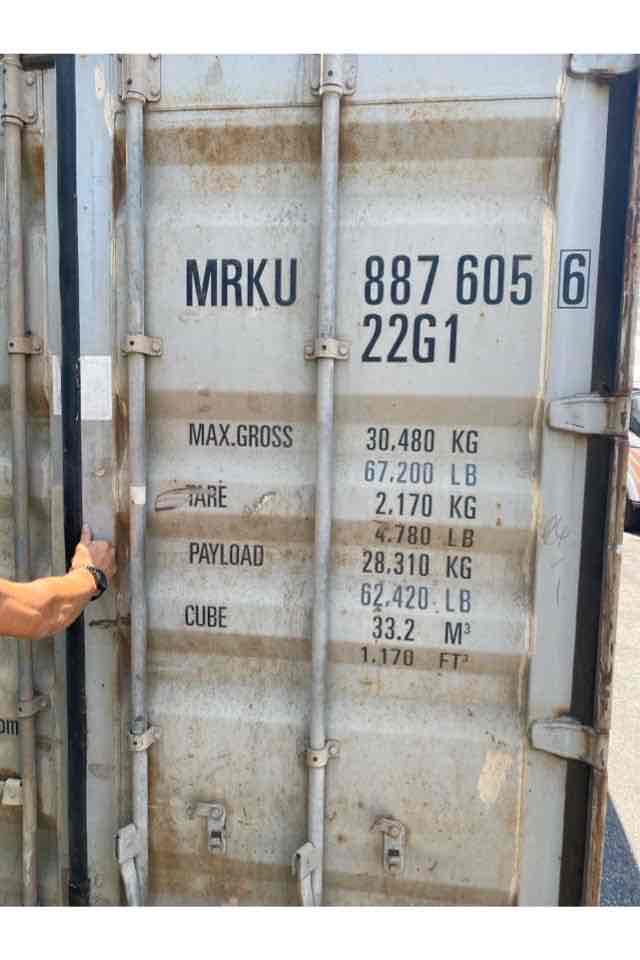 MRKU 887 605 6
22G1
MAX.GROSS 30.480 KG
67.200 LB
TARE 2.170 KG
4.780 LB
PAYLOAD 28.310 KG
62.420 LB
CUBE 33.2 M³
1.170 FT³
om